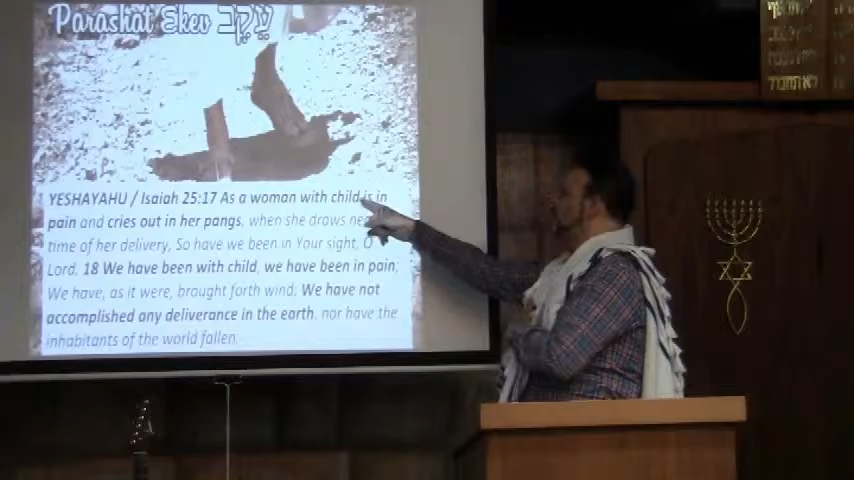 Parashat Ekev עֵקֶב
YESHAYAHU / Isaiah 25:17 As a woman with child is in
pain and cries out in her pangs, when she draws
time of her delivery, So have we been in Your sight, O
Lord. 18 We have been with child, we have been in pain;
We have, as it were, brought forth wind; We have not
accomplished any deliverance in the earth, nor have the
inhabitants of the world fallen.